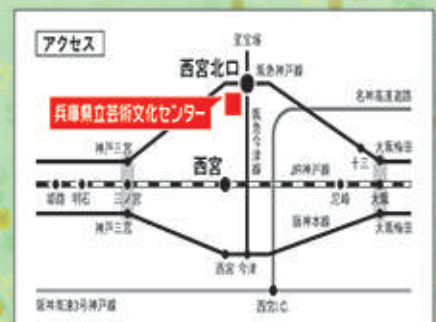 アクセス
至宝塚
西宮北口
阪急神戸線
兵庫県立芸術文化センター
名神高速道路
阪急今津線
神戸三宮
十三
大阪梅田
西宮
JR神戸線
姫路
明石
三ノ宮
尼崎
大阪
阪神本線
神戸三宮
大阪梅田
西宮
今津
阪神高速3号神戸線
西宮I.C.